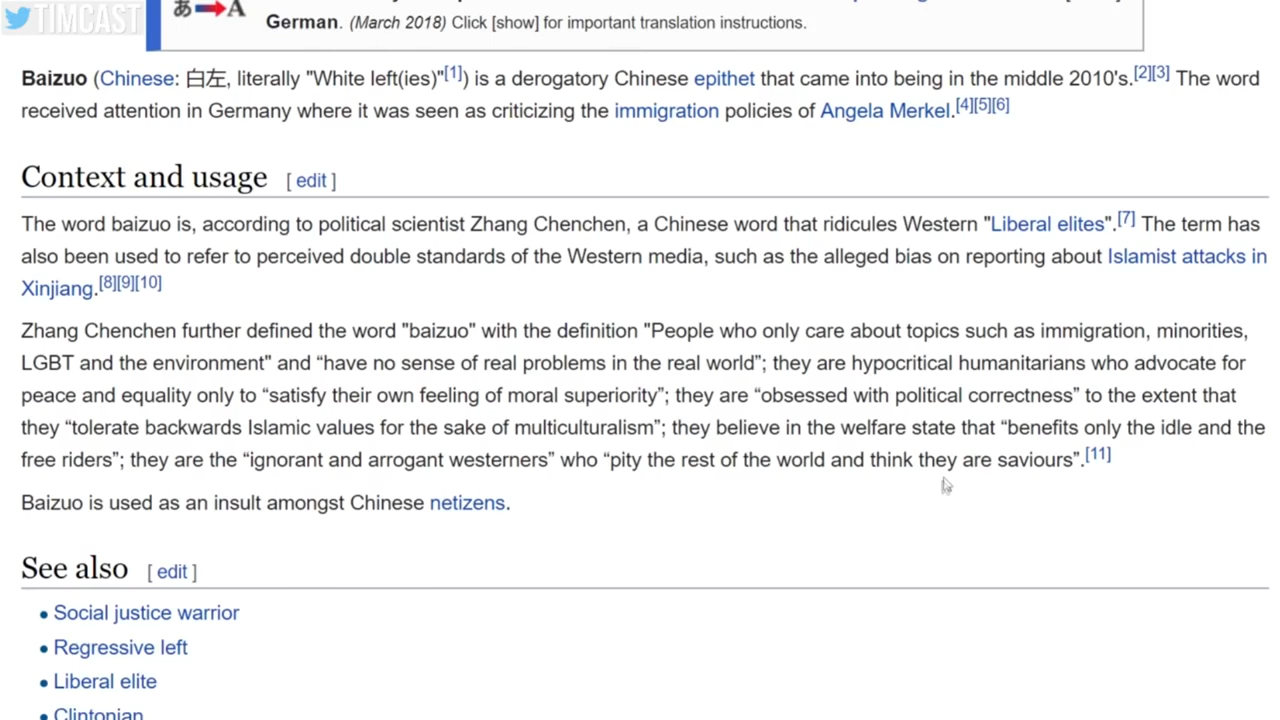 TIMCAST
あ A
German. (March 2018) Click [show] for important translation instructions.
Baizuo (Chinese: 白左, literally "White left(ies)"[1]) is a derogatory Chinese epithet that came into being in the middle 2010's.[2][3] The word
received attention in Germany where it was seen as criticizing the immigration policies of Angela Merkel.[4][5][6]
Context and usage [ edit ]
The word baizuo is, according to political scientist Zhang Chenchen, a Chinese word that ridicules Western "Liberal elites".[7] The term has
also been used to refer to perceived double standards of the Western media, such as the alleged bias on reporting about Islamist attacks in
Xinjiang.[8][9][10]
Zhang Chenchen further defined the word "baizuo" with the definition "People who only care about topics such as immigration, minorities,
LGBT and the environment" and “have no sense of real problems in the real world”; they are hypocritical humanitarians who advocate for
peace and equality only to “satisfy their own feeling of moral superiority”; they are “obsessed with political correctness” to the extent that
they “tolerate backwards Islamic values for the sake of multiculturalism”; they believe in the welfare state that “benefits only the idle and the
free riders”; they are the “ignorant and arrogant westerners” who “pity the rest of the world and think they are saviours”.[11]
Baizuo is used as an insult amongst Chinese netizens.
See also [ edit ]
• Social justice warrior
• Regressive left
• Liberal elite
• Clintonian